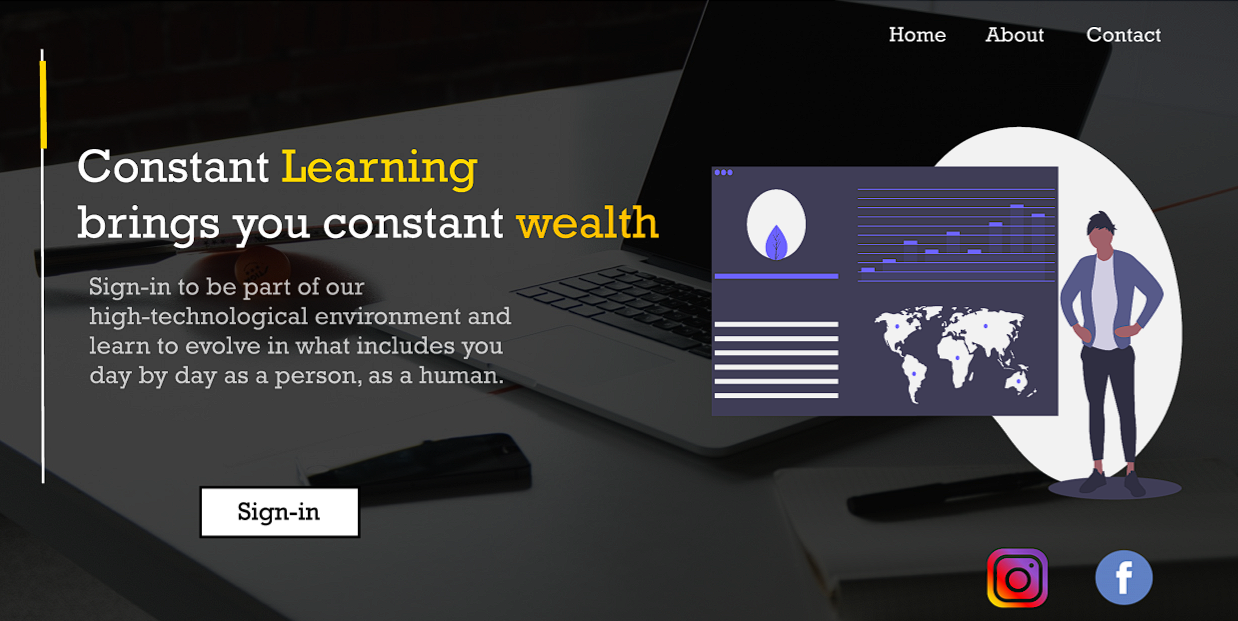 Home About Contact
Constant Learning
brings you constant wealth
Sign-in to be part of our
high-technological environment and
learn to evolve in what includes you
day by day as a person, as a human.
Sign-in
f